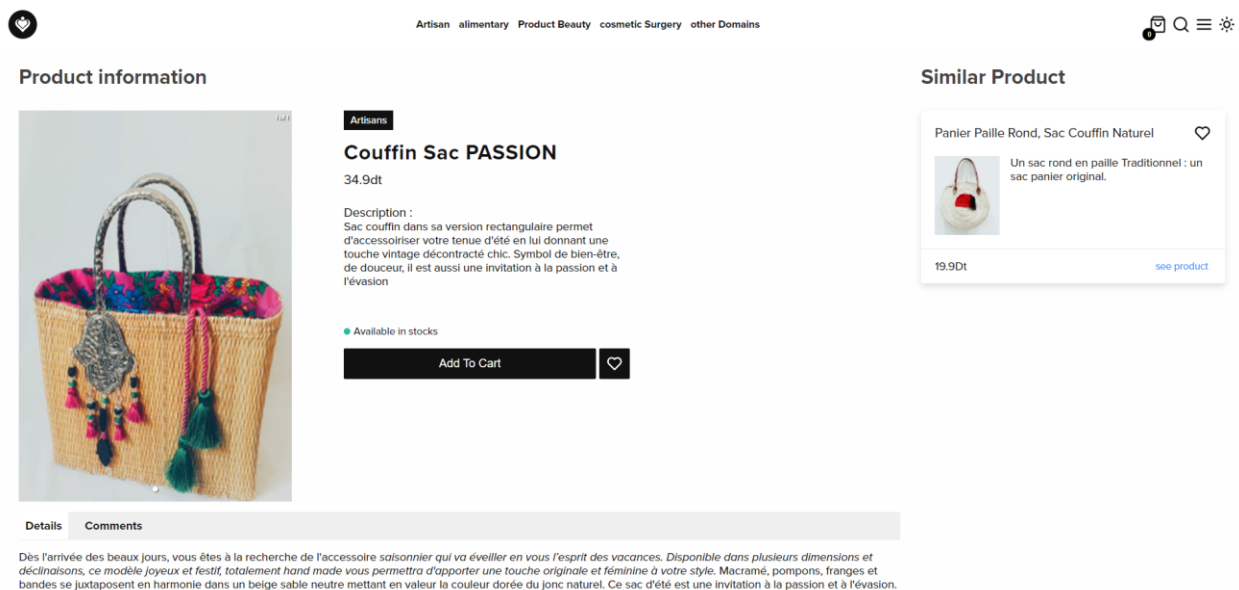 Artisan alimentary Product Beauty cosmetic Surgery other Domains
0
Product information
1 of 1
Artisans
Couffin Sac PASSION
34.9dt
Description :
Sac couffin dans sa version rectangulaire permet
d'accessoiriser votre tenue d'été en lui donnant une
touche vintage décontracté chic. Symbol de bien-être,
de douceur, il est aussi une invitation à la passion et à
l'évasion
Available in stocks
Add To Cart
Similar Product
Panier Paille Rond, Sac Couffin Naturel
Un sac rond en paille Traditionnel : un
sac panier original.
19.9Dt
see product
Details Comments
Dès l'arrivée des beaux jours, vous êtes à la recherche de l'accessoire saisonnier qui va éveiller en vous l'esprit des vacances. Disponible dans plusieurs dimensions et
déclinaisons, ce modèle joyeux et festif, totalement hand made vous permettra d'apporter une touche originale et féminine à votre style. Macramé, pompons, franges et
bandes se juxtaposent en harmonie dans un beige sable neutre mettant en valeur la couleur dorée du jonc naturel. Ce sac d'été est une invitation à la passion et à l'évasion.